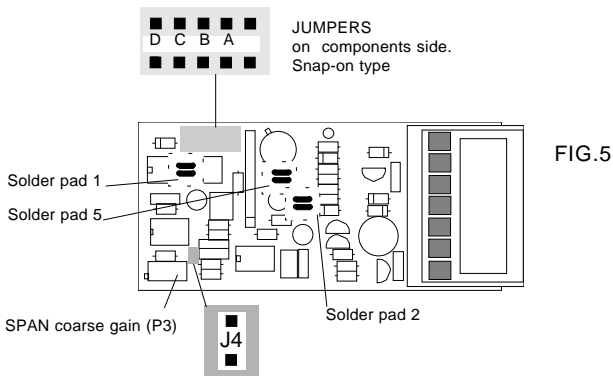 JUMPERS
on components side.
Snap-on type
D C B A
FIG.5
Solder pad 1
Solder pad 5
SPAN coarse gain (P3)
Solder pad 2
J4